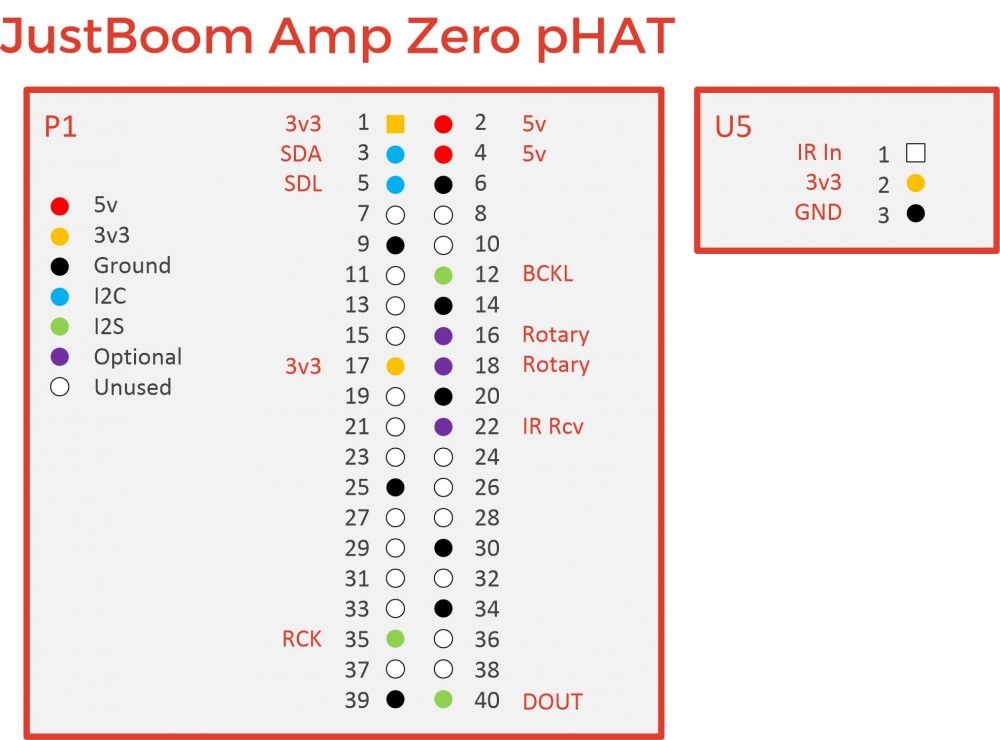 JustBoom Amp Zero pHAT
P1
3v3 1 2 5v
SDA 3 4 5v
SDL 5 6
7 8
9 10
11 12 BCKL
13 14
15 16 Rotary
3v3 17 18 Rotary
19 20
21 22 IR Rcv
23 24
25 26
27 28
29 30
31 32
33 34
RCK 35 36
37 38
39 40 DOUT
5v
3v3
Ground
I2C
I2S
Optional
Unused
U5
IR In 1
3v3 2
GND 3